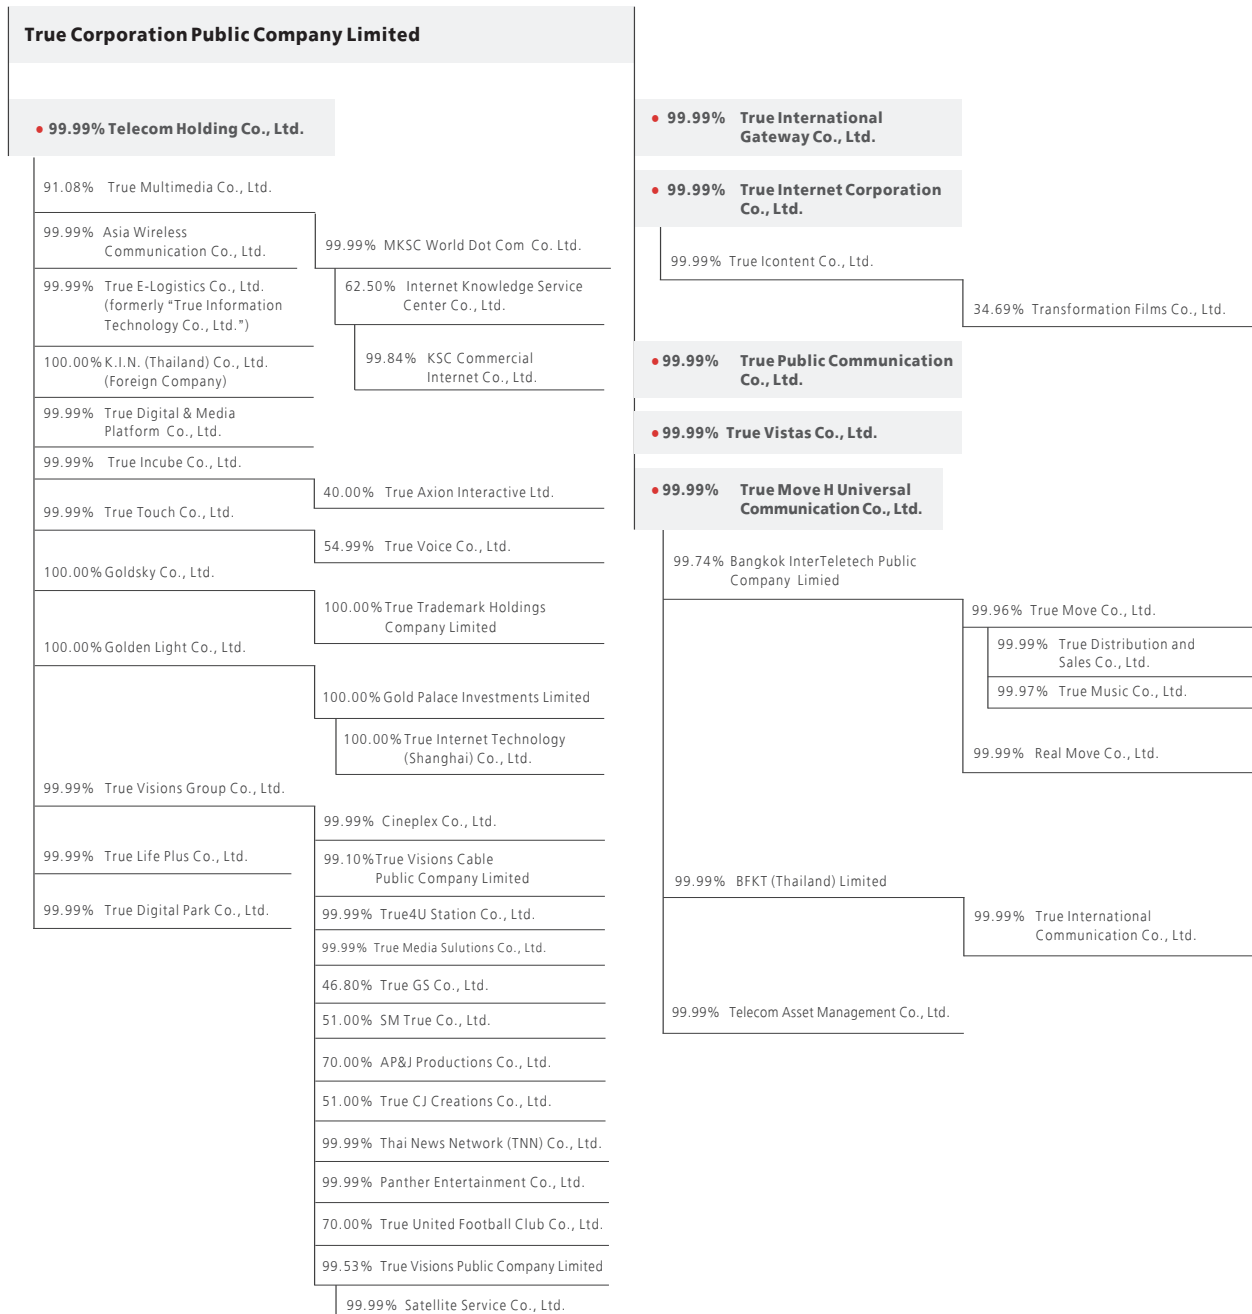 True Corporation Public Company Limited
• 99.99% Telecom Holding Co., Ltd.
91.08% True Multimedia Co., Ltd.
99.99% Asia Wireless
Communication Co., Ltd.
99.99% MKSC World Dot Com Co. Ltd.
99.99% True E-Logistics Co., Ltd.
(formerly “True Information
Technology Co., Ltd.”)
62.50% Internet Knowledge Service
Center Co., Ltd.
99.84% KSC Commercial
Internet Co., Ltd.
100.00% K.I.N. (Thailand) Co., Ltd.
(Foreign Company)
99.99% True Digital & Media
Platform Co., Ltd.
99.99% True Incube Co., Ltd.
40.00% True Axion Interactive Ltd.
99.99% True Touch Co., Ltd.
54.99% True Voice Co., Ltd.
100.00% Goldsky Co., Ltd.
100.00% True Trademark Holdings
Company Limited
100.00% Golden Light Co., Ltd.
100.00% Gold Palace Investments Limited
100.00% True Internet Technology
(Shanghai) Co., Ltd.
99.99% True Visions Group Co., Ltd.
99.99% Cineplex Co., Ltd.
99.10% True Visions Cable
Public Company Limited
99.99% True4U Station Co., Ltd.
99.99% True Media Sulutions Co., Ltd.
46.80% True GS Co., Ltd.
51.00% SM True Co., Ltd.
70.00% AP&J Productions Co., Ltd.
51.00% True CJ Creations Co., Ltd.
99.99% Thai News Network (TNN) Co., Ltd.
99.99% Panther Entertainment Co., Ltd.
70.00% True United Football Club Co., Ltd.
99.53% True Visions Public Company Limited
99.99% Satellite Service Co., Ltd.
99.99% True Life Plus Co., Ltd.
99.99% True Digital Park Co., Ltd.
• 99.99% True International
Gateway Co., Ltd.
• 99.99% True Internet Corporation
Co., Ltd.
99.99% True Icontent Co., Ltd.
34.69% Transformation Films Co., Ltd.
• 99.99% True Public Communication
Co., Ltd.
• 99.99% True Vistas Co., Ltd.
• 99.99% True Move H Universal
Communication Co., Ltd.
99.74% Bangkok InterTeletech Public
Company Limied
99.96% True Move Co., Ltd.
99.99% True Distribution and
Sales Co., Ltd.
99.97% True Music Co., Ltd.
99.99% Real Move Co., Ltd.
99.99% BFKT (Thailand) Limited
99.99% True International
Communication Co., Ltd.
99.99% Telecom Asset Management Co., Ltd.